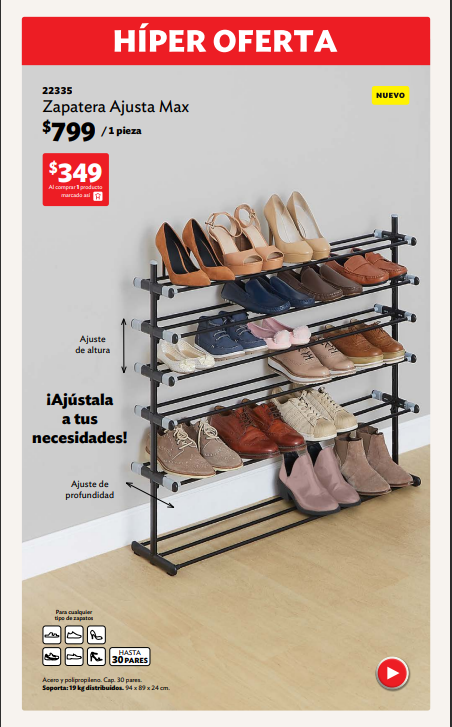 HÍPER OFERTA
22335
Zapatera Ajusta Max
$799 / 1 pieza
NUEVO
$349
Al comprar 1 producto
marcado así
Ajuste
de altura
¡Ajústala
a tus
necesidades!
Ajuste de
profundidad
Para cualquier
tipo de zapatos
HASTA
30 PARES
Acero y polipropileno. Cap. 30 pares.
Soporta: 19 kg distribuidos. 94 x 89 x 24 cm.